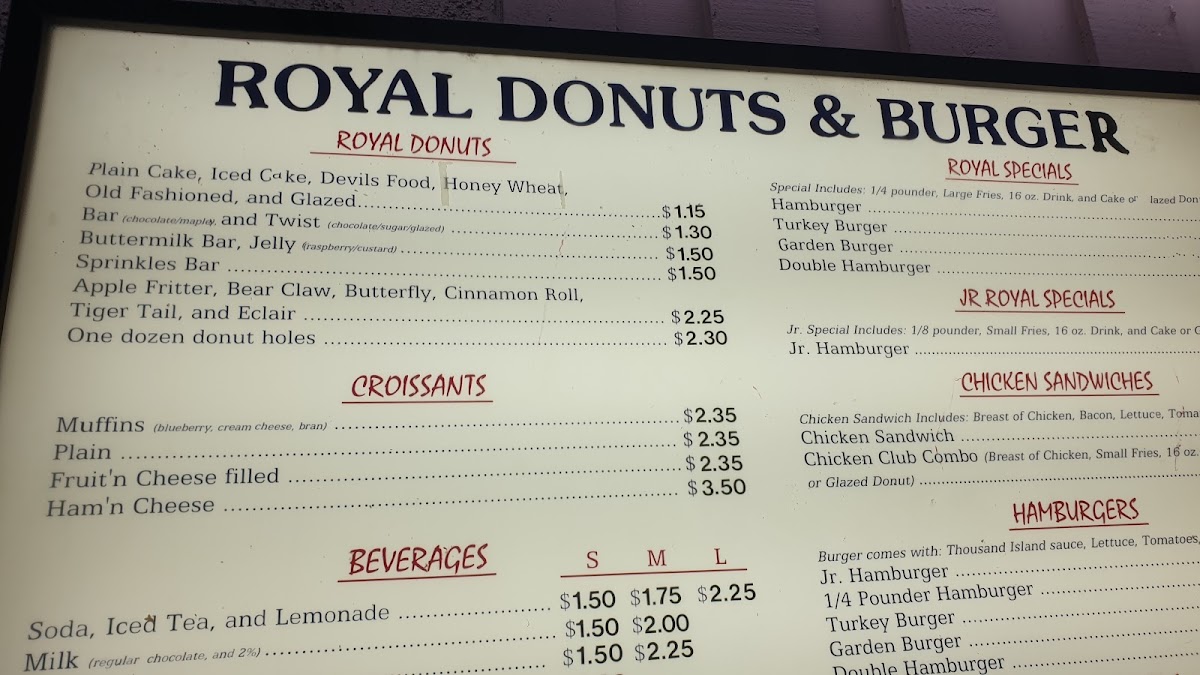 ROYAL DONUTS & BURGER
ROYAL DONUTS
Plain Cake, Iced Cake, Devils Food, Honey Wheat,
Old Fashioned, and Glazed $1.15
Bar (chocolate/maple), and Twist (chocolate/sugar/glazed) $1.30
Buttermilk Bar, Jelly (raspberry/custard) $1.50
Sprinkles Bar $1.50
Apple Fritter, Bear Claw, Butterfly, Cinnamon Roll,
Tiger Tail, and Eclair $2.25
One dozen donut holes $2.30
CROISSANTS
Muffins (blueberry, cream cheese, bran) $2.35
Plain $2.35
Fruit'n Cheese filled $2.35
Ham'n Cheese $3.50
BEVERAGES S M L
Soda, Iced Tea, and Lemonade $1.50 $1.75 $2.25
Milk (regular chocolate, and 2%) $1.50 $2.00
$1.50 $2.25
ROYAL SPECIALS
Special Includes: 1/4 pounder, Large Fries, 16 oz. Drink, and Cake or lazed Don
Hamburger
Turkey Burger
Garden Burger
Double Hamburger
JR ROYAL SPECIALS
Jr. Special Includes: 1/8 pounder, Small Fries, 16 oz. Drink, and Cake or G
Jr. Hamburger
CHICKEN SANDWICHES
Chicken Sandwich Includes: Breast of Chicken, Bacon, Lettuce, Toma
Chicken Sandwich
Chicken Club Combo (Breast of Chicken, Small Fries, 16 oz.
or Glazed Donut)
HAMBURGERS
Burger comes with: Thousand Island sauce, Lettuce, Tomatoes,
Jr. Hamburger
1/4 Pounder Hamburger
Turkey Burger
Garden Burger
Double Hamburger